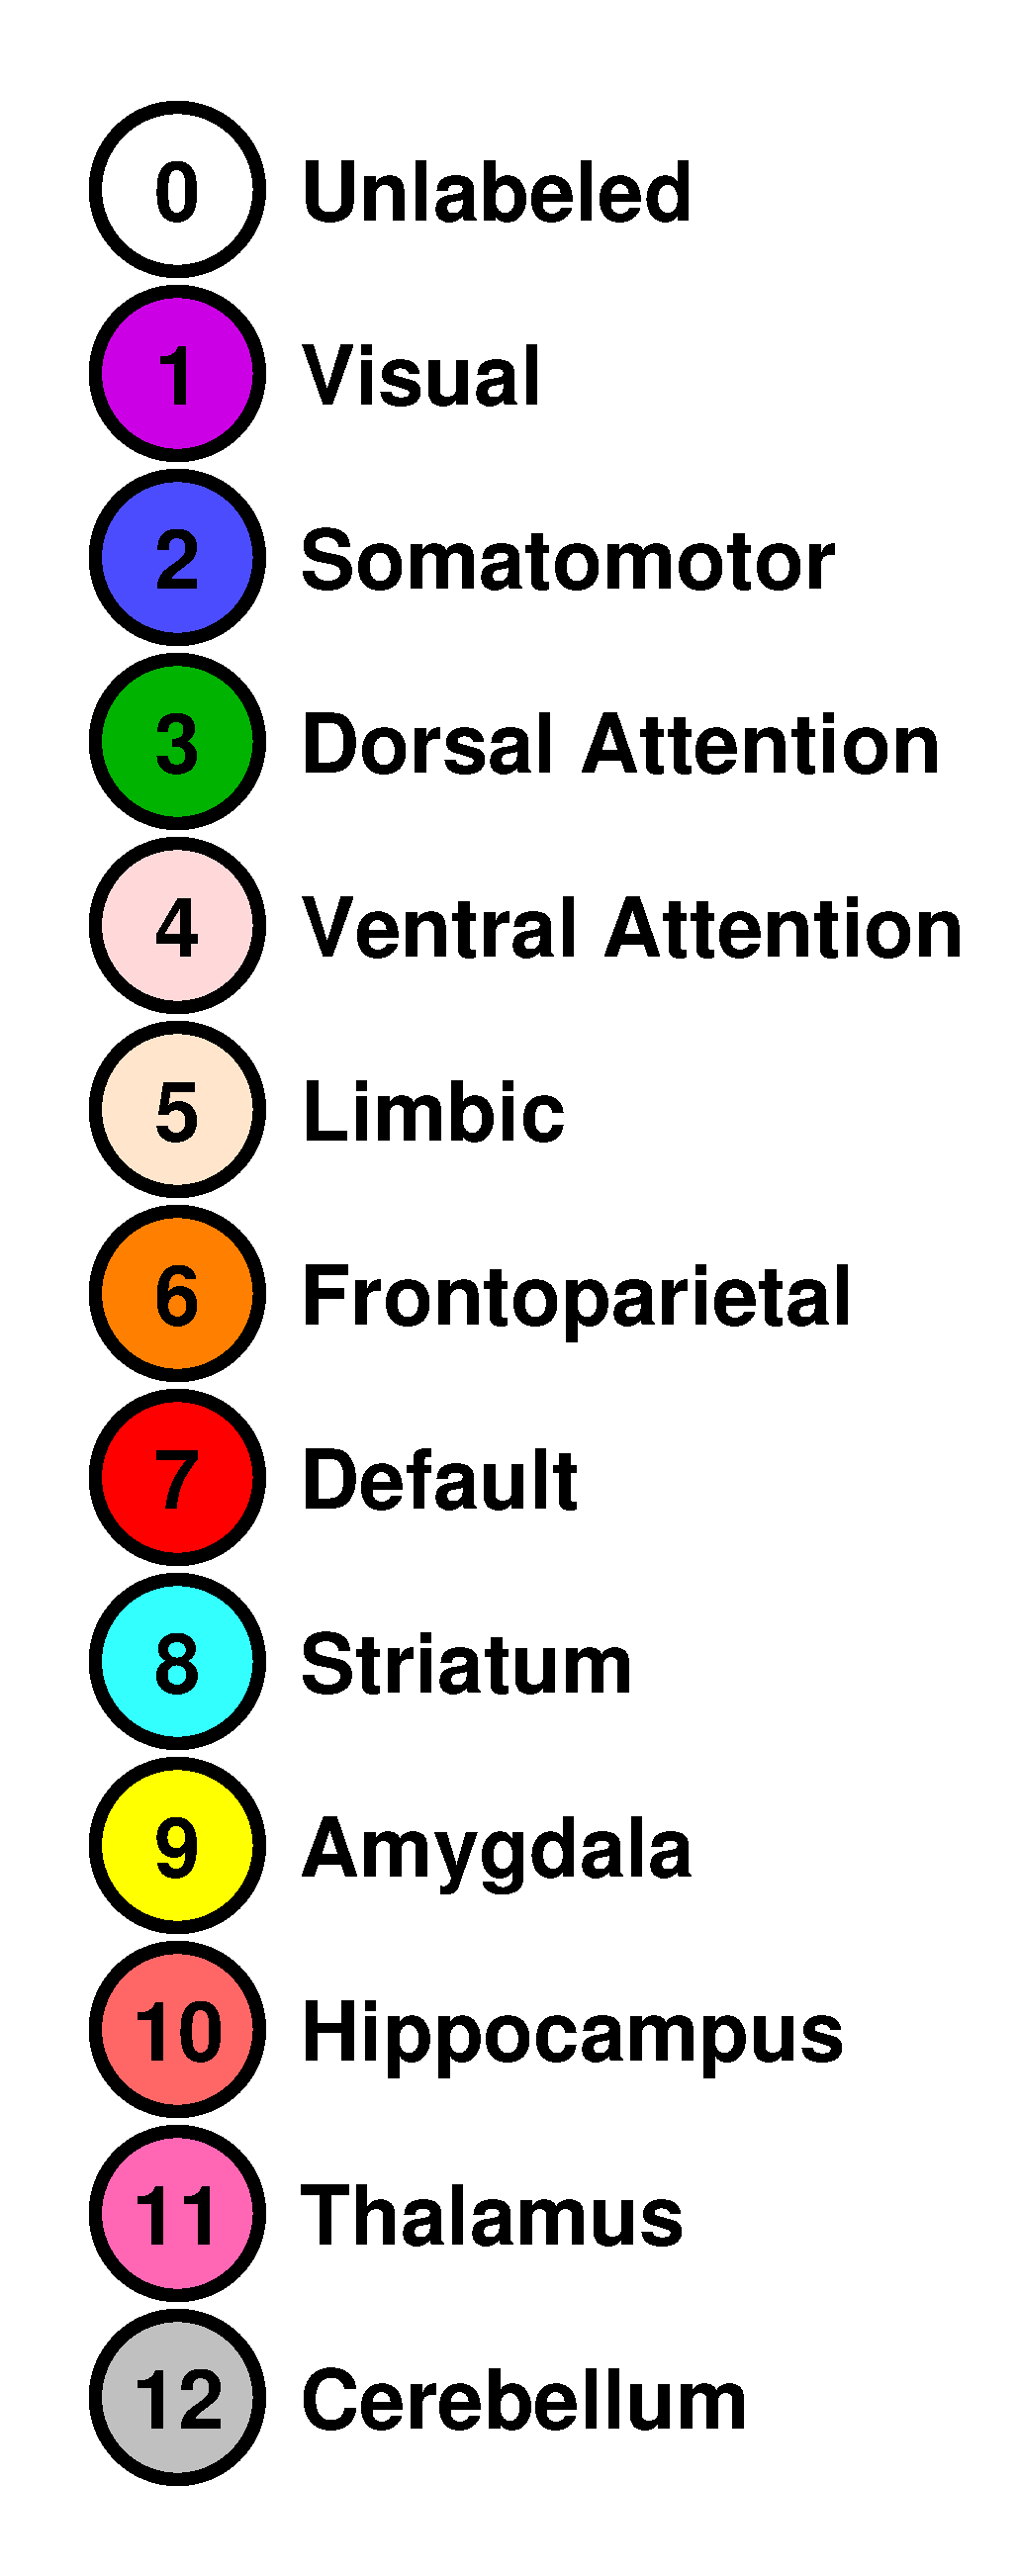 0 Unlabeled
1 Visual
2 Somatomotor
3 Dorsal Attention
4 Ventral Attention
5 Limbic
6 Frontoparietal
7 Default
8 Striatum
9 Amygdala
10 Hippocampus
11 Thalamus
12 Cerebellum